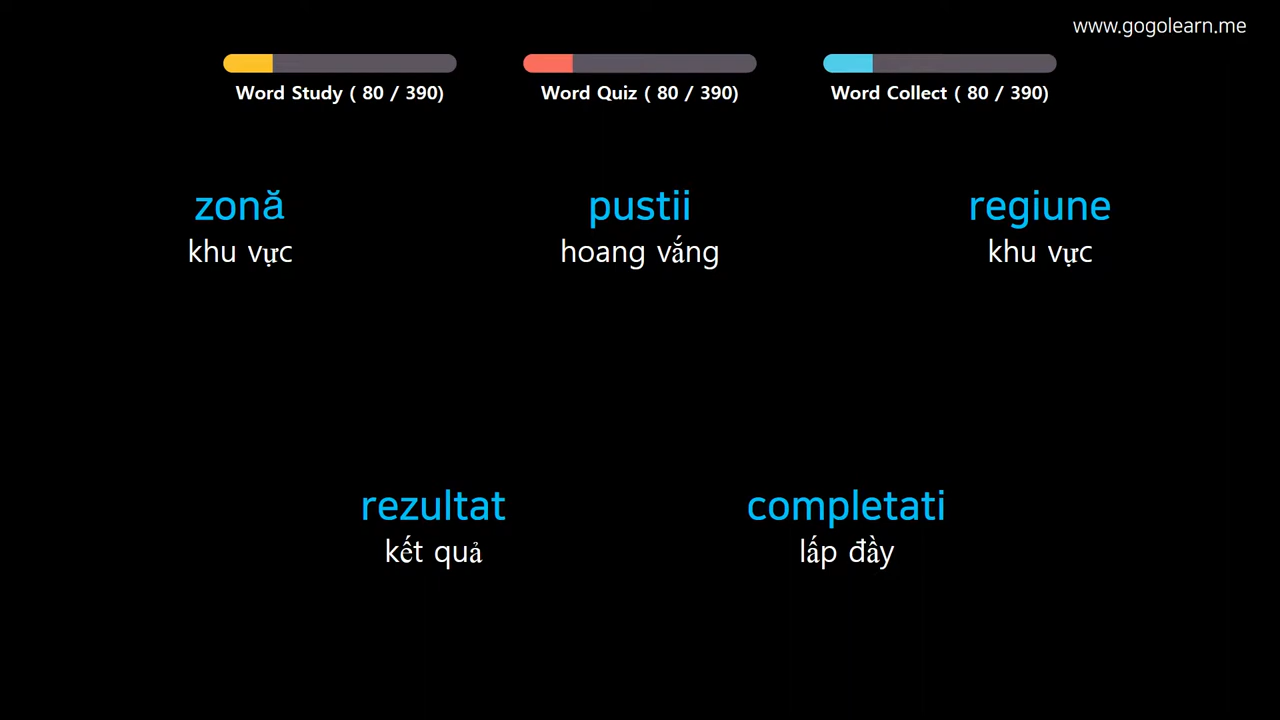 www.gogolearn.me
Word Study ( 80 / 390)
Word Quiz ( 80 / 390)
Word Collect ( 80 / 390)
zonă
khu vực
pustii
hoang vắng
regiune
khu vực
rezultat
kết quả
completati
lấp đầy